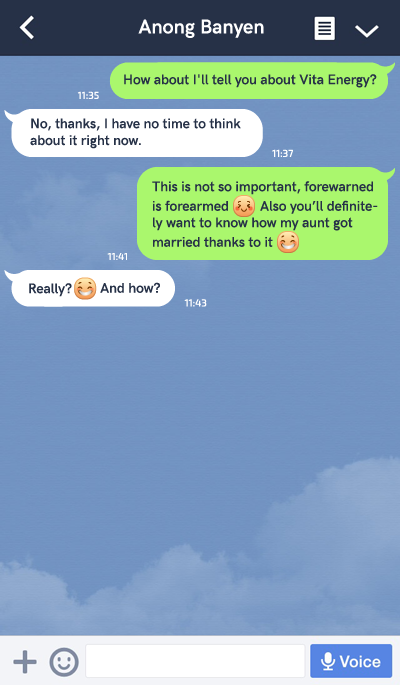 Anong Banyen
How about I'll tell you about Vita Energy?
11:35
No, thanks, I have no time to think
about it right now.
11:37
This is not so important, forewarned
is forearmed 😊 Also you’ll definite-
ly want to know how my aunt got
married thanks to it 😁
11:41
Really? 😁 And how?
11:43
Voice